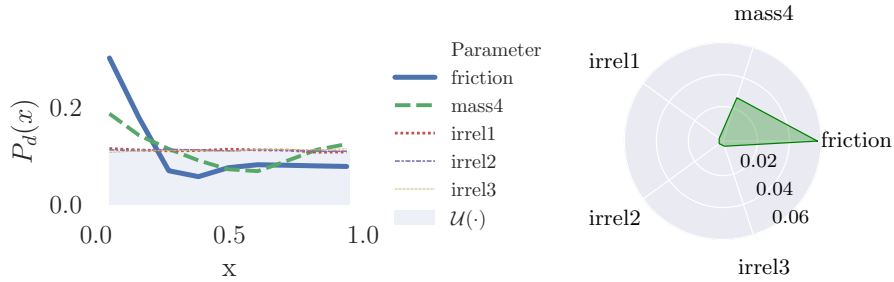 P_d(x)
0.2
0.0
0.0
0.5
1.0
x
Parameter
friction
mass4
irrel1
irrel2
irrel3
𝒰(·)
mass4
irrel1
friction
0.02
0.04
0.06
irrel2
irrel3